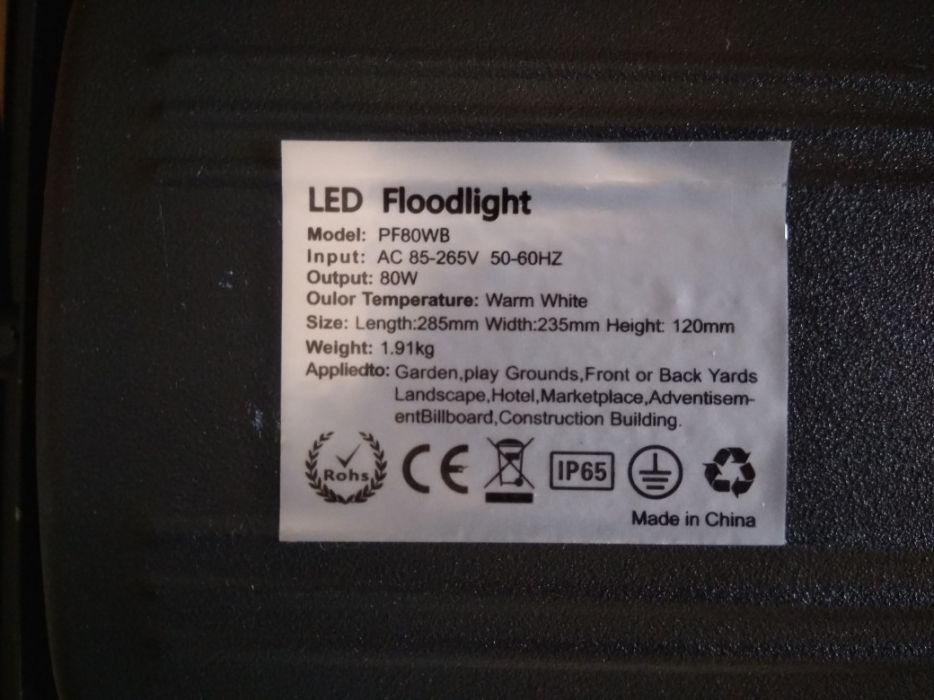 LED Floodlight
Model: PF80WB
Input: AC 85-265V 50-60HZ
Output: 80W
Oulor Temperature: Warm White
Size: Length:285mm Width:235mm Height: 120mm
Weight: 1.91kg
Appliedto: Garden,play Grounds,Front or Back Yards
Landscape,Hotel,Marketplace,Adventisem-
entBillboard,Construction Building.
Rohs CE IP65
Made in China